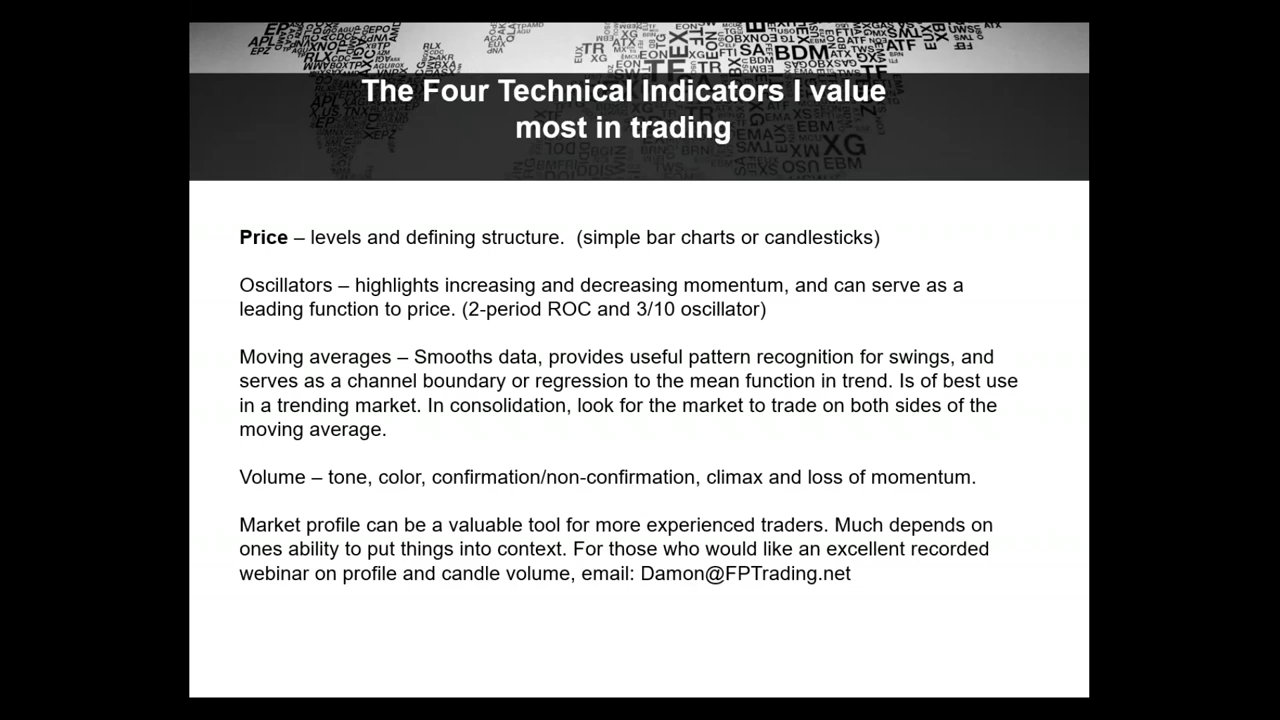 The Four Technical Indicators I value
most in trading
Price – levels and defining structure.  (simple bar charts or candlesticks)
Oscillators – highlights increasing and decreasing momentum, and can serve as a
leading function to price. (2-period ROC and 3/10 oscillator)
Moving averages – Smooths data, provides useful pattern recognition for swings, and
serves as a channel boundary or regression to the mean function in trend. Is of best use
in a trending market. In consolidation, look for the market to trade on both sides of the
moving average.
Volume – tone, color, confirmation/non-confirmation, climax and loss of momentum.
Market profile can be a valuable tool for more experienced traders. Much depends on
ones ability to put things into context. For those who would like an excellent recorded
webinar on profile and candle volume, email: Damon@FPTrading.net